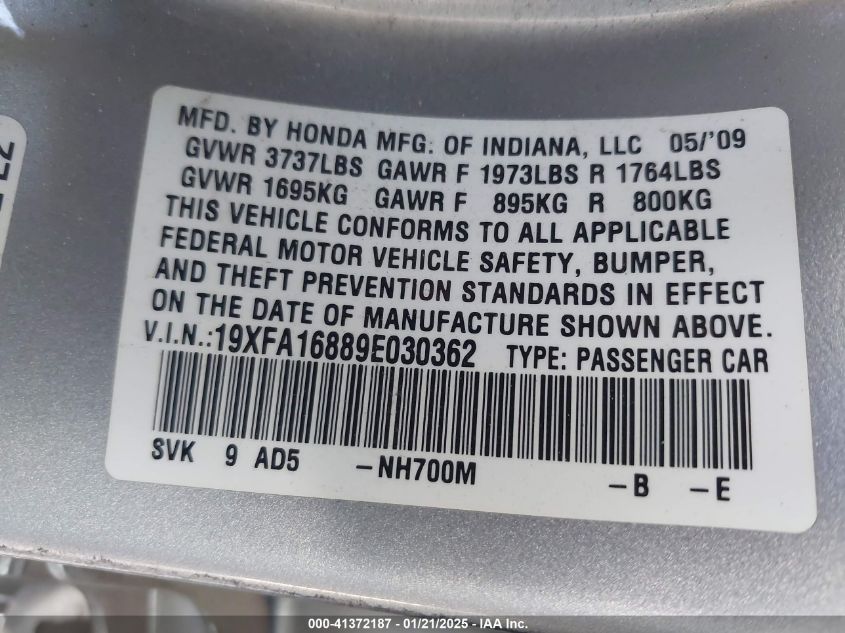 MFD. BY HONDA MFG: OF INDIANA, LLC 05/'09
GVWR 3737LBS GAWR F 1973LBS R 1764LBS
GVWR 1695KG GAWR F 895KG R 800KG
THIS VEHICLE CONFORMS TO ALL APPLICABLE
FEDERAL MOTOR VEHICLE SAFETY, BUMPER,
AND THEFT PREVENTION STANDARDS IN EFFECT
ON THE DATE OF MANUFACTURE SHOWN ABOVE.
V.I.N.:19XFA16889E030362 TYPE: PASSENGER CAR
SVK 9 AD5 -NH700M -B -E
000-41372187 - 01/21/2025 - IAA Inc.